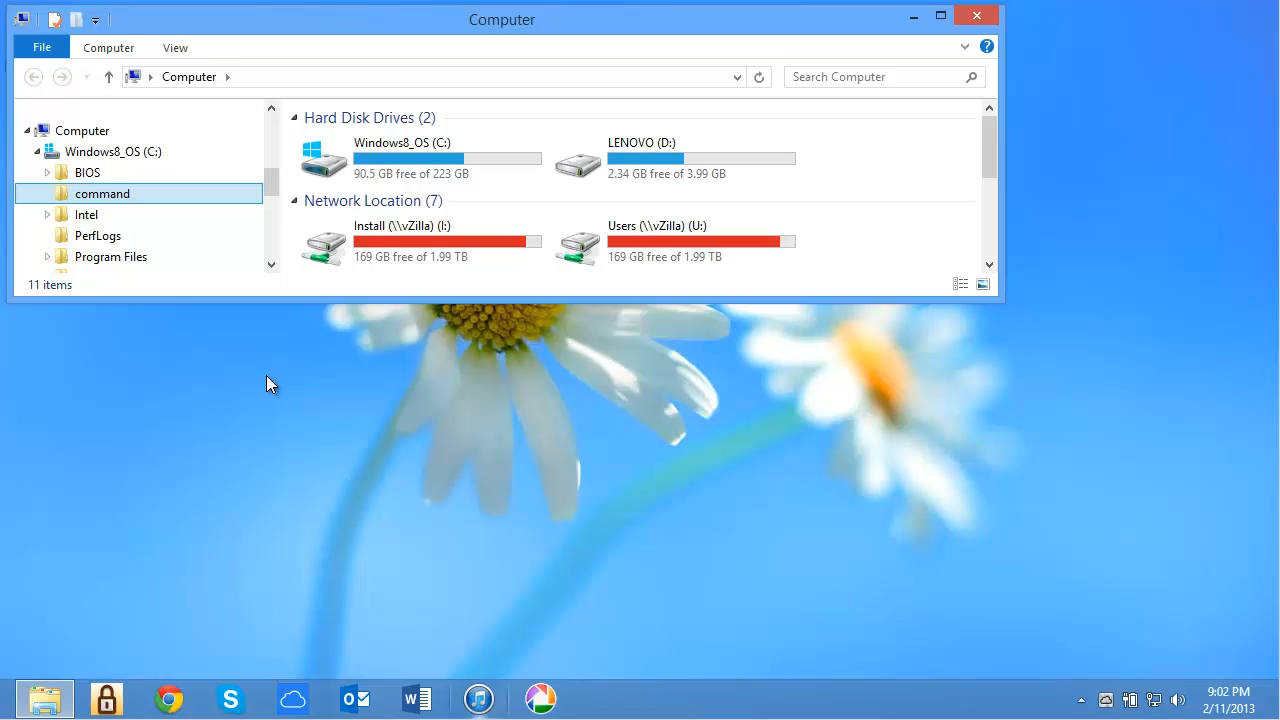 Computer
File
Computer
View
Computer
Search Computer
Computer
Windows8_OS (C:)
BIOS
command
Intel
PerfLogs
Program Files
Hard Disk Drives (2)
Windows8_OS (C:)
90.5 GB free of 223 GB
LENOVO (D:)
2.34 GB free of 3.99 GB
Network Location (7)
Install (\\vZilla) (I:)
169 GB free of 1.99 TB
Users (\\vZilla) (U:)
169 GB free of 1.99 TB
11 items
9:02 PM
2/11/2013